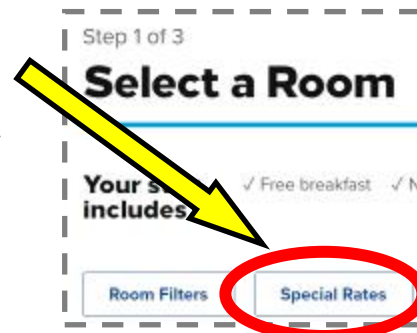 Step 1 of 3
Select a Room
Your
includes
✓ Free breakfast ✓
Room Filters
Special Rates